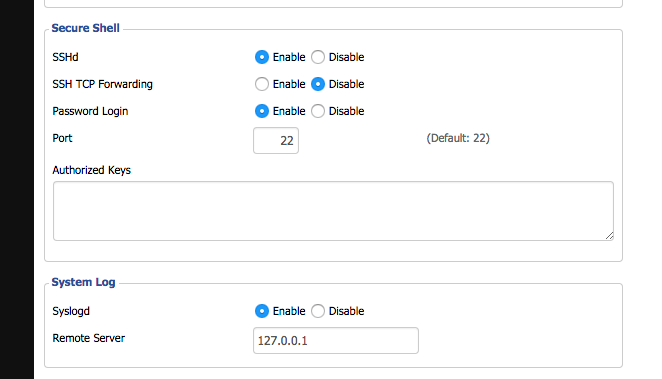 Secure Shell
SSHd Enable Disable
SSH TCP Forwarding Enable Disable
Password Login Enable Disable
Port 22 (Default: 22)
Authorized Keys
System Log
Syslogd Enable Disable
Remote Server 127.0.0.1